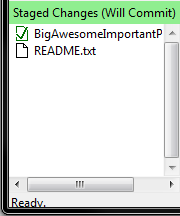 Staged Changes (Will Commit)
BigAwesomeImportantP
README.txt
Ready.